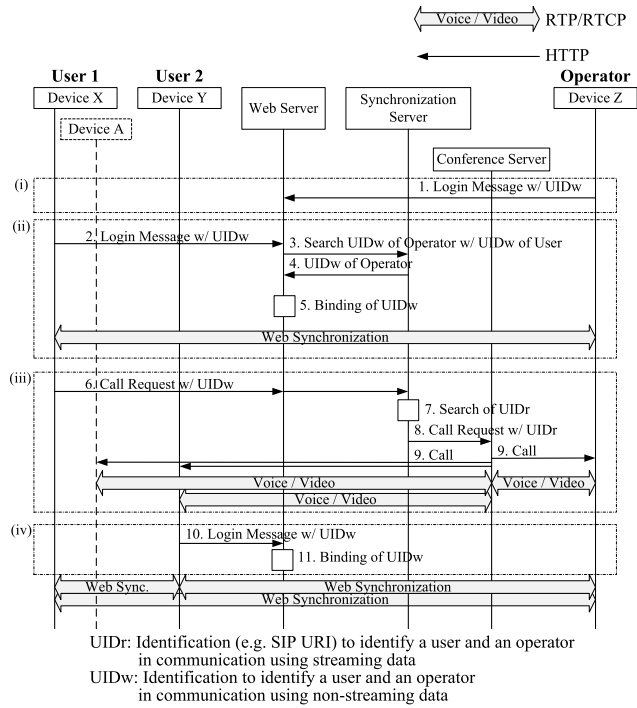 Voice / Video
RTP/RTCP
HTTP
User 1
User 2
Operator
Device X
Device Y
Web Server
Synchronization
Server
Device Z
Device A
Conference Server
(i)
1. Login Message w/ UIDw
(ii)
2. Login Message w/ UIDw
3. Search UIDw of Operator w/ UIDw of User
4. UIDw of Operator
5. Binding of UIDw
Web Synchronization
(iii)
6. Call Request w/ UIDw
7. Search of UIDr
8. Call Request w/ UIDr
9. Call
9. Call
Voice / Video
Voice / Video
Voice / Video
(iv)
10. Login Message w/ UIDw
11. Binding of UIDw
Web Sync.
Web Synchronization
Web Synchronization
UIDr: Identification (e.g. SIP URI) to identify a user and an operator
in communication using streaming data
UIDw: Identification to identify a user and an operator
in communication using non-streaming data